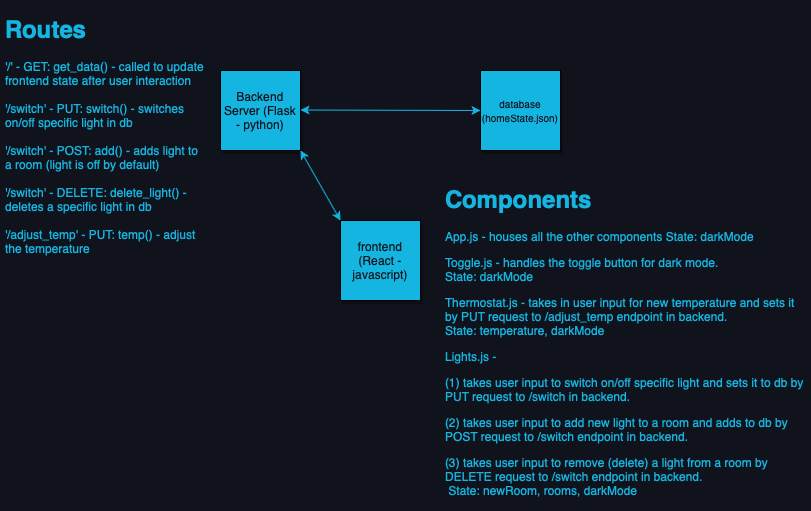 Routes
'/' - GET: get_data() - called to update
frontend state after user interaction
'/switch' - PUT: switch() - switches
on/off specific light in db
'/switch' - POST: add() - adds light to
a room (light is off by default)
'/switch' - DELETE: delete_light() -
deletes a specific light in db
'/adjust_temp' - PUT: temp() - adjust
the temperature
Backend
Server (Flask
- python)
database
(homeState.json)
frontend
(React -
javascript)
Components
App.js - houses all the other components State: darkMode
Toggle.js - handles the toggle button for dark mode.
State: darkMode
Thermostat.js - takes in user input for new temperature and sets it
by PUT request to /adjust_temp endpoint in backend.
State: temperature, darkMode
Lights.js -
(1) takes user input to switch on/off specific light and sets it to db by
PUT request to /switch in backend.
(2) takes user input to add new light to a room and adds to db by
POST request to /switch endpoint in backend.
(3) takes user input to remove (delete) a light from a room by
DELETE request to /switch endpoint in backend.
State: newRoom, rooms, darkMode